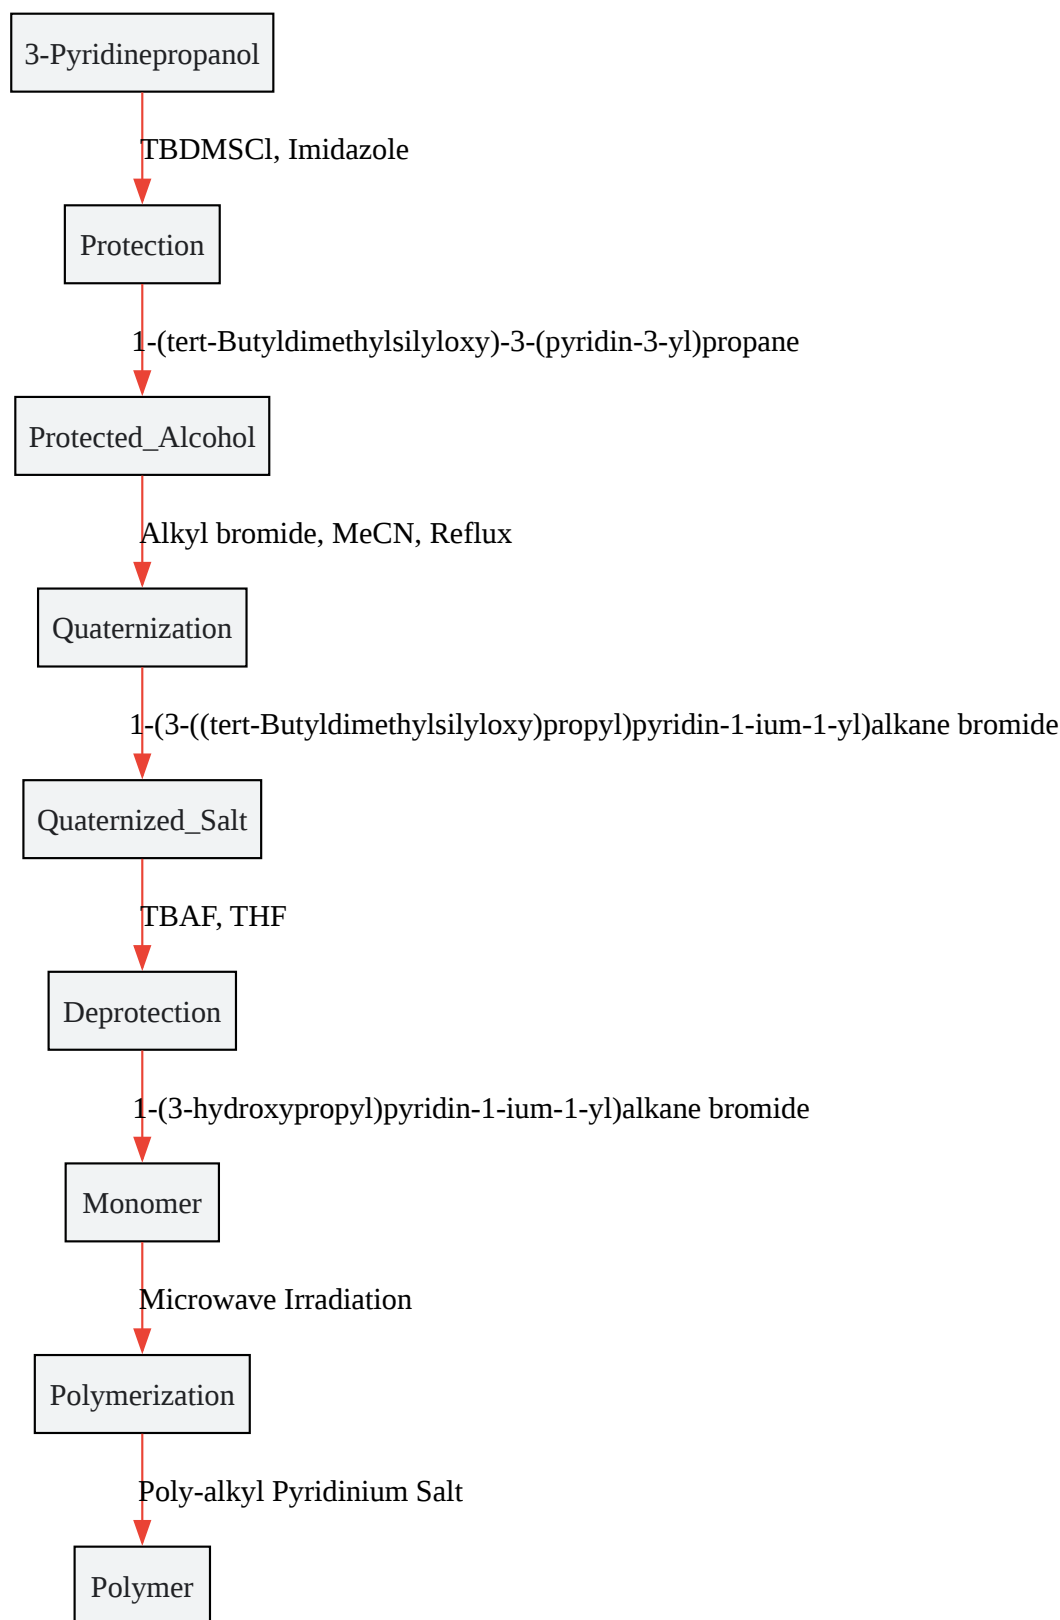 3-Pyridinepropanol
TBDMSCl, Imidazole
Protection
1-(tert-Butyldimethylsilyloxy)-3-(pyridin-3-yl)propane
Protected_Alcohol
Alkyl bromide, MeCN, Reflux
Quaternization
1-(3-((tert-Butyldimethylsilyloxy)propyl)pyridin-1-ium-1-yl)alkane bromide
Quaternized_Salt
TBAF, THF
Deprotection
1-(3-hydroxypropyl)pyridin-1-ium-1-yl)alkane bromide
Monomer
Microwave Irradiation
Polymerization
Poly-alkyl Pyridinium Salt
Polymer